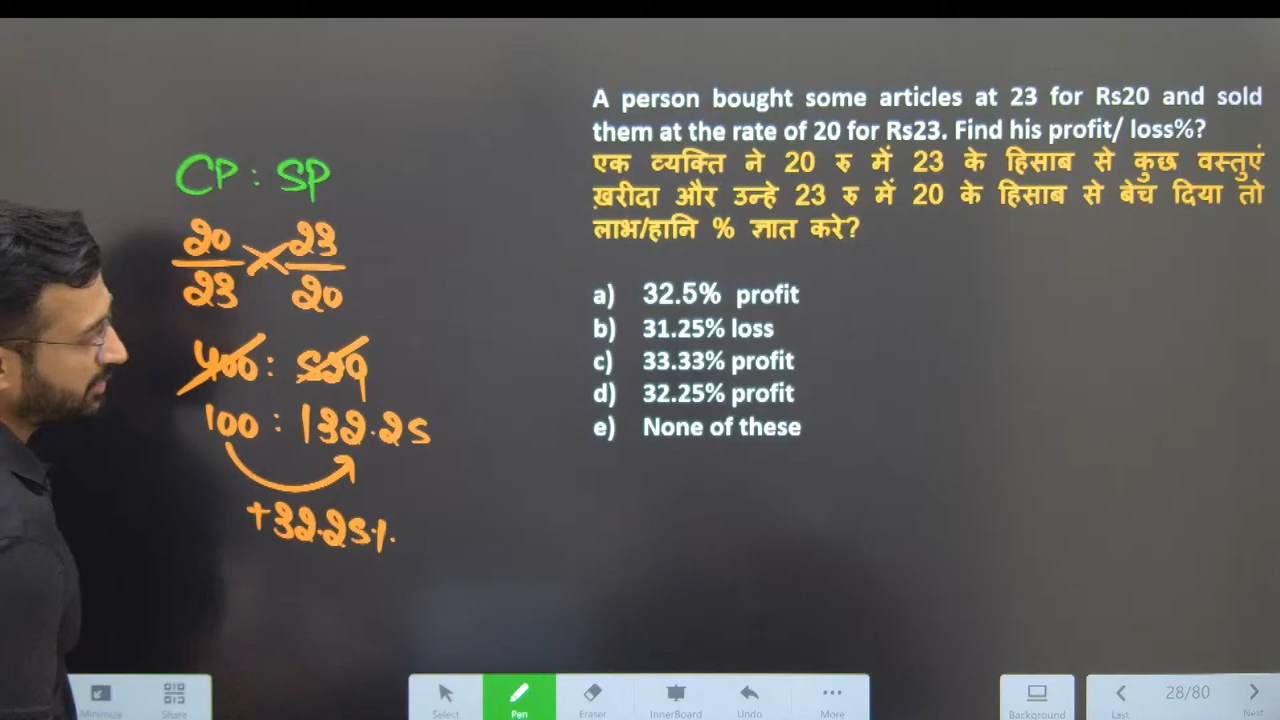 A person bought some articles at 23 for Rs20 and sold
them at the rate of 20 for Rs23. Find his profit/ loss%?
एक व्यक्ति ने 20 रु में 23 के हिसाब से कुछ वस्तुएं
ख़रीदा और उन्हे 23 रु में 20 के हिसाब से बेच दिया तो
लाभ/हानि % ज्ञात करे?
a) 32.5% profit
b) 31.25% loss
c) 33.33% profit
d) 32.25% profit
e) None of these
CP : SP
20 23
23 20
400 : 529
100 : 132.25
+32.25%
Minimize Share Select Pen Eraser InnerBoard Undo More Background Last 28/80 Next